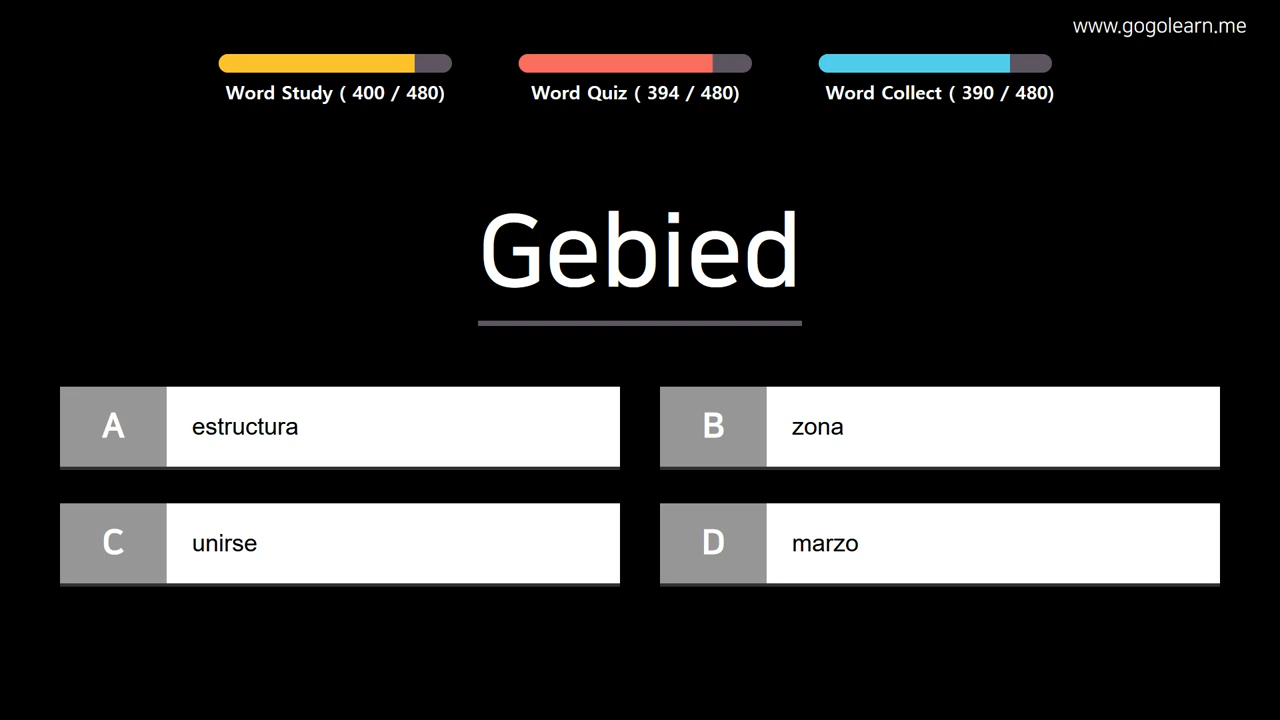 www.gogolearn.me
Word Study ( 400 / 480)
Word Quiz ( 394 / 480)
Word Collect ( 390 / 480)
Gebied
A estructura
B zona
C unirse
D marzo